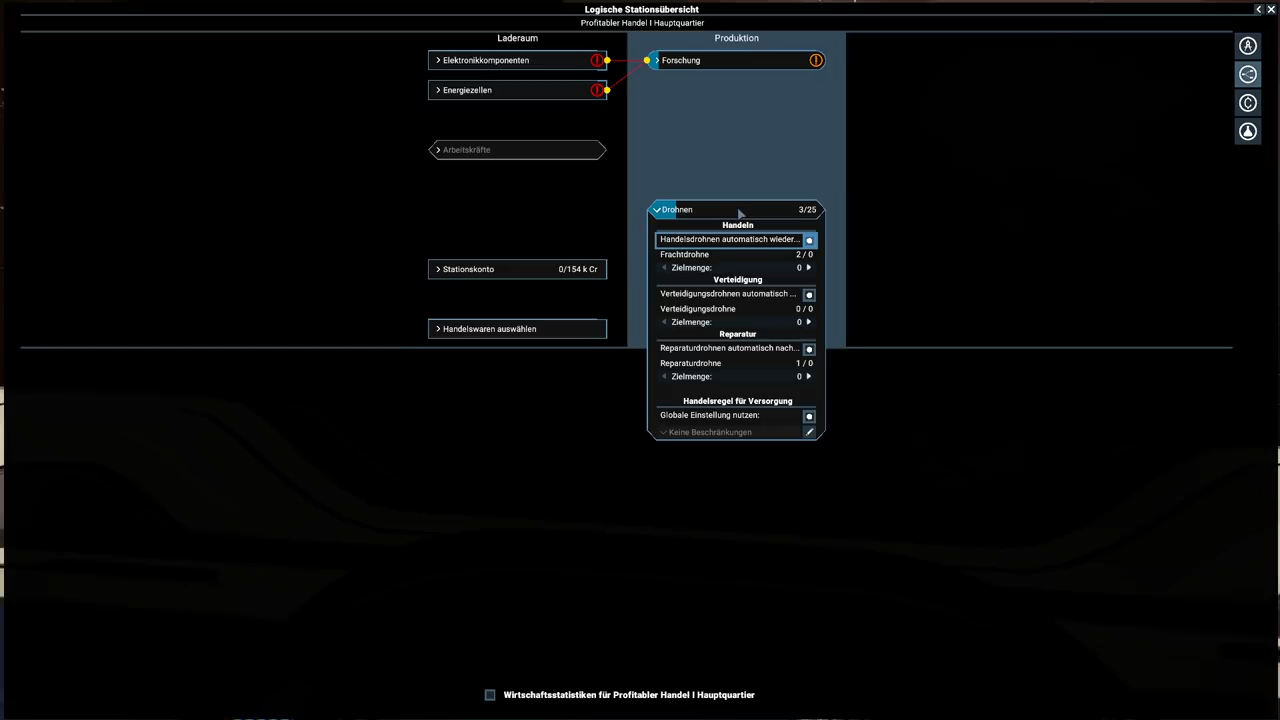 Logische Stationsübersicht
Profitabler Handel I Hauptquartier
Laderaum
Produktion
Elektronikkomponenten
Forschung
Energiezellen
Arbeitskräfte
Drohnen 3/25
Handeln
Handelsdrohnen automatisch wieder...
Frachtdrohne 2 / 0
Zielmenge: 0
Stationskonto 0/154 k Cr
Verteidigung
Verteidigungsdrohnen automatisch ...
Verteidigungsdrohne 0 / 0
Zielmenge: 0
Handelswaren auswählen
Reparatur
Reparaturdrohnen automatisch nach...
Reparaturdrohne 1 / 0
Zielmenge: 0
Handelsregel für Versorgung
Globale Einstellung nutzen:
Keine Beschränkungen
Wirtschaftsstatistiken für Profitabler Handel I Hauptquartier